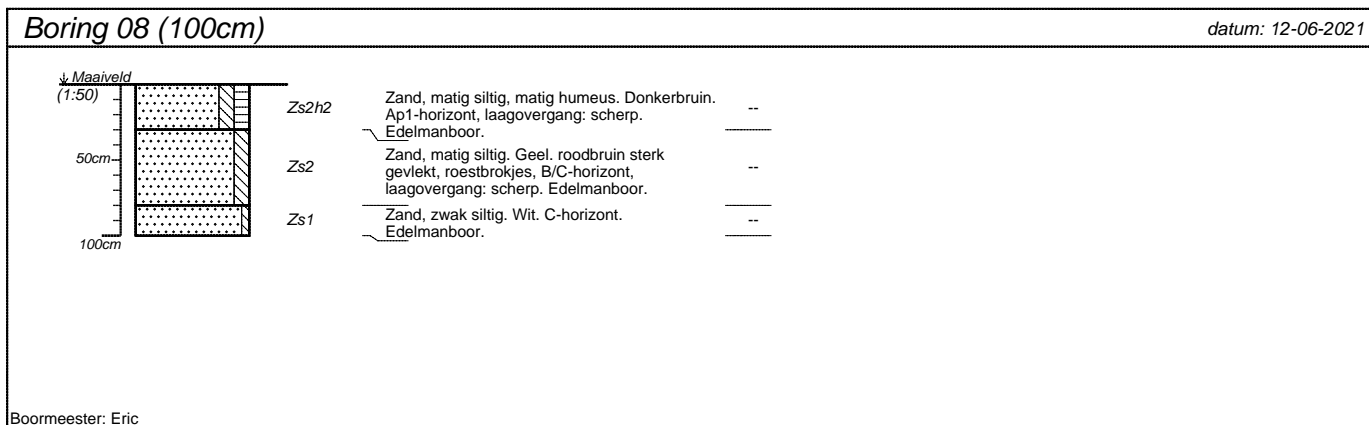 Boring 08 (100cm)
datum: 12-06-2021
Maaiveld
(1:50)
50cm
100cm
Zs2h2
Zand, matig siltig, matig humeus. Donkerbruin.
Ap1-horizont, laagovergang: scherp.
Edelmanboor.
--
Zs2
Zand, matig siltig. Geel. roodbruin sterk
gevlekt, roestbrokjes, B/C-horizont,
laagovergang: scherp. Edelmanboor.
--
Zs1
Zand, zwak siltig. Wit. C-horizont.
Edelmanboor.
--
Boormeester: Eric